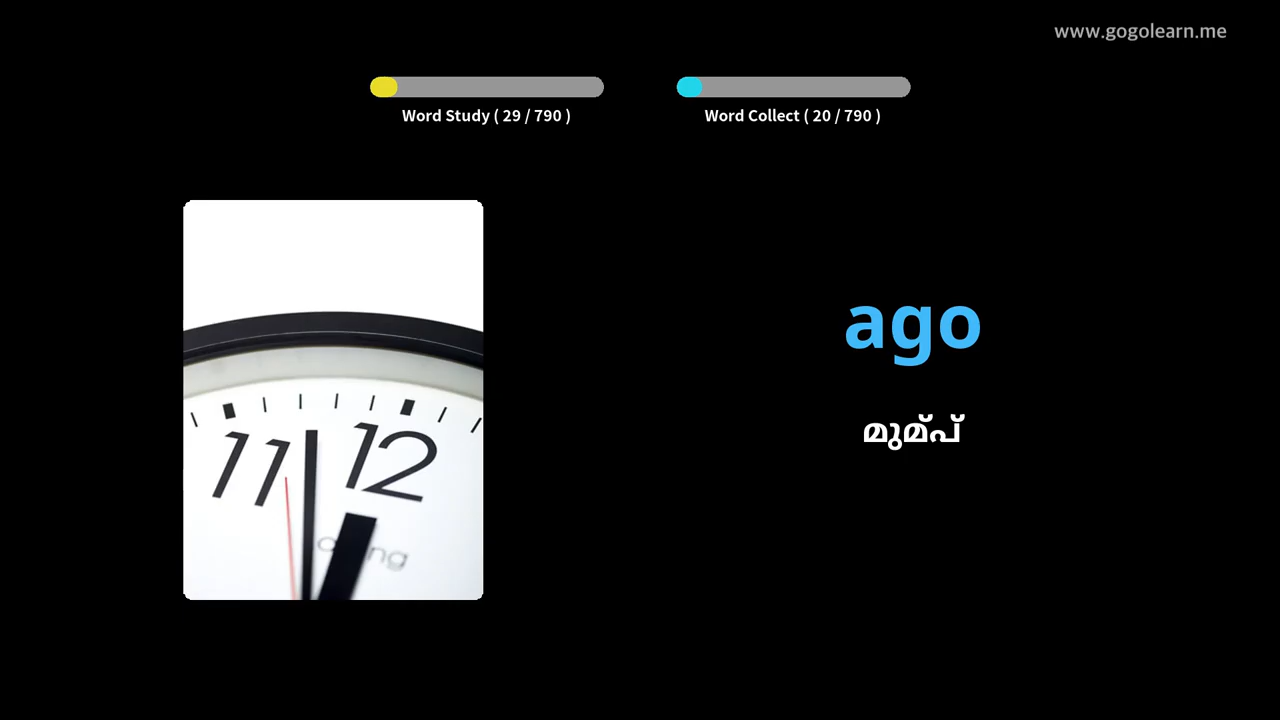 www.gogolearn.me
Word Study ( 29 / 790 )
Word Collect ( 20 / 790 )
11 12
ago
മുമ്പ്